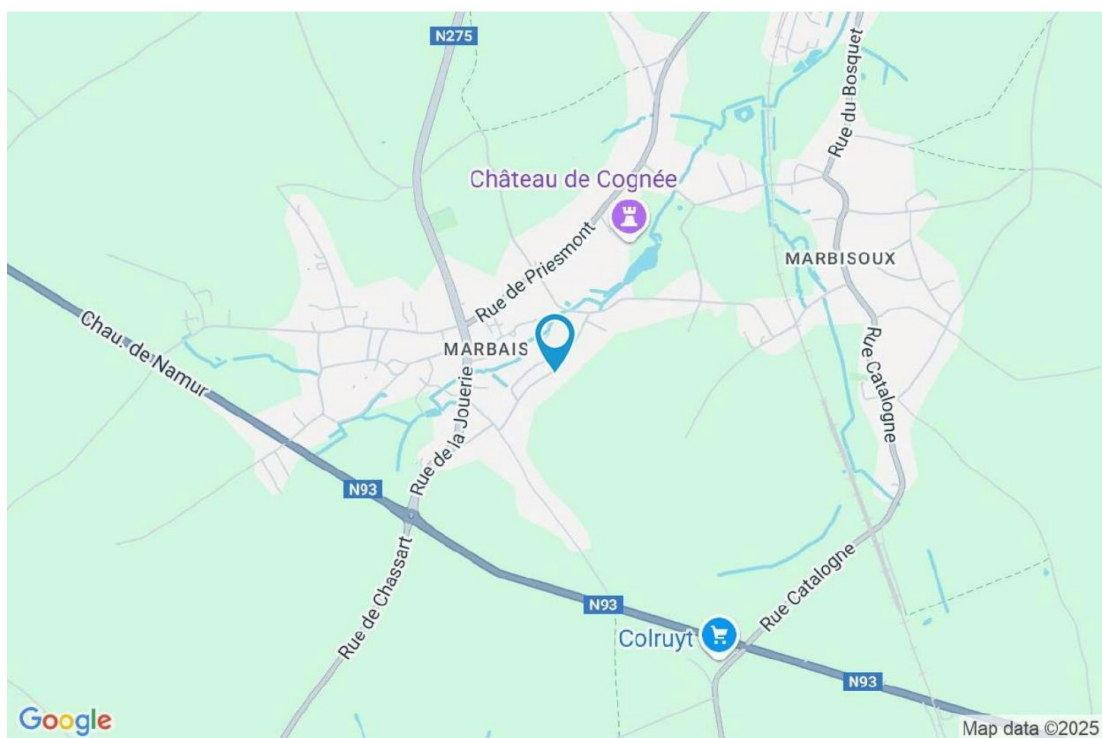 N275
Rue du Bosquet
Château de Cognée
Rue de Priesmont
MARBISOUX
Chau. de Namur
MARBAIS
Rue de la Jouerie
Rue Catalogne
N93
Rue de Chassart
N93
Rue Catalogne
Colruyt
N93
Google
Map data ©2025